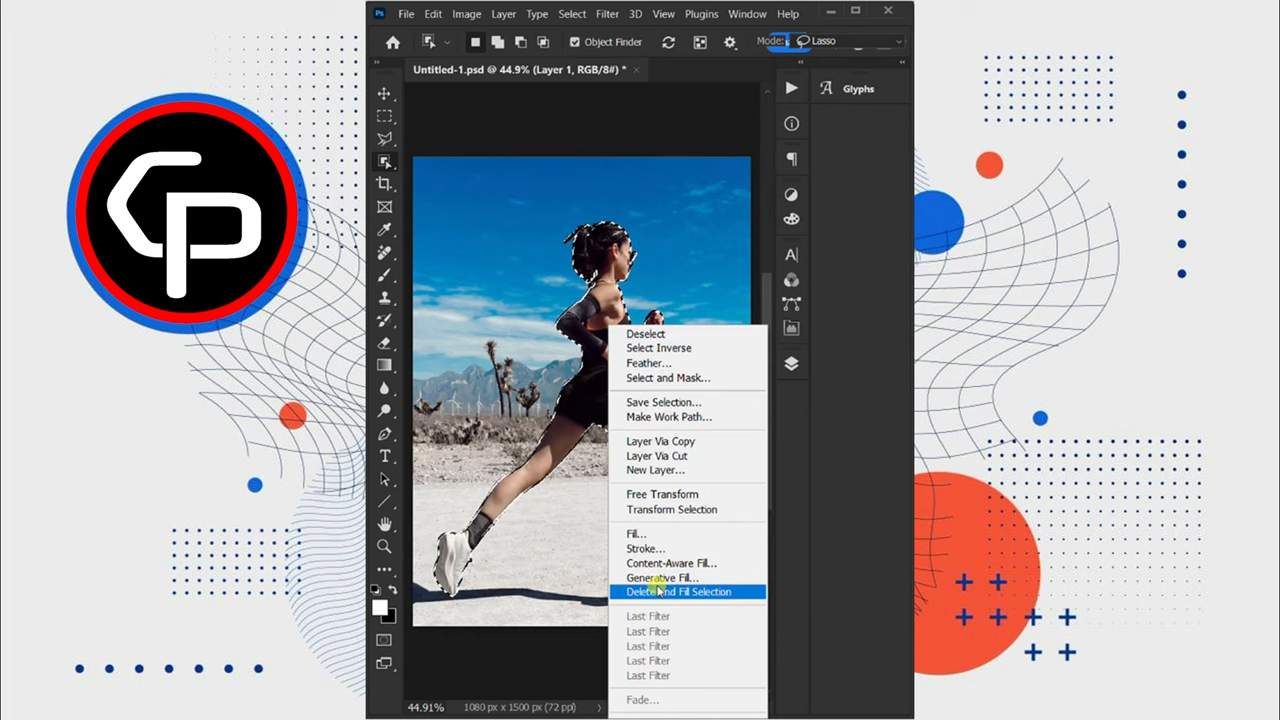 Ps File Edit Image Layer Type Select Filter 3D View Plugins Window Help
Object Finder Mode: Lasso
Untitled-1.psd @ 44.9% (Layer 1, RGB/8#) *
Glyphs
CP
Deselect
Select Inverse
Feather...
Select and Mask...
Save Selection...
Make Work Path...
Layer Via Copy
Layer Via Cut
New Layer...
Free Transform
Transform Selection
Fill...
Stroke...
Content-Aware Fill...
Generative Fill...
Delete and Fill Selection
Last Filter
Last Filter
Last Filter
Last Filter
Last Filter
Fade...
44.91% 1080 px x 1500 px (72 ppi)